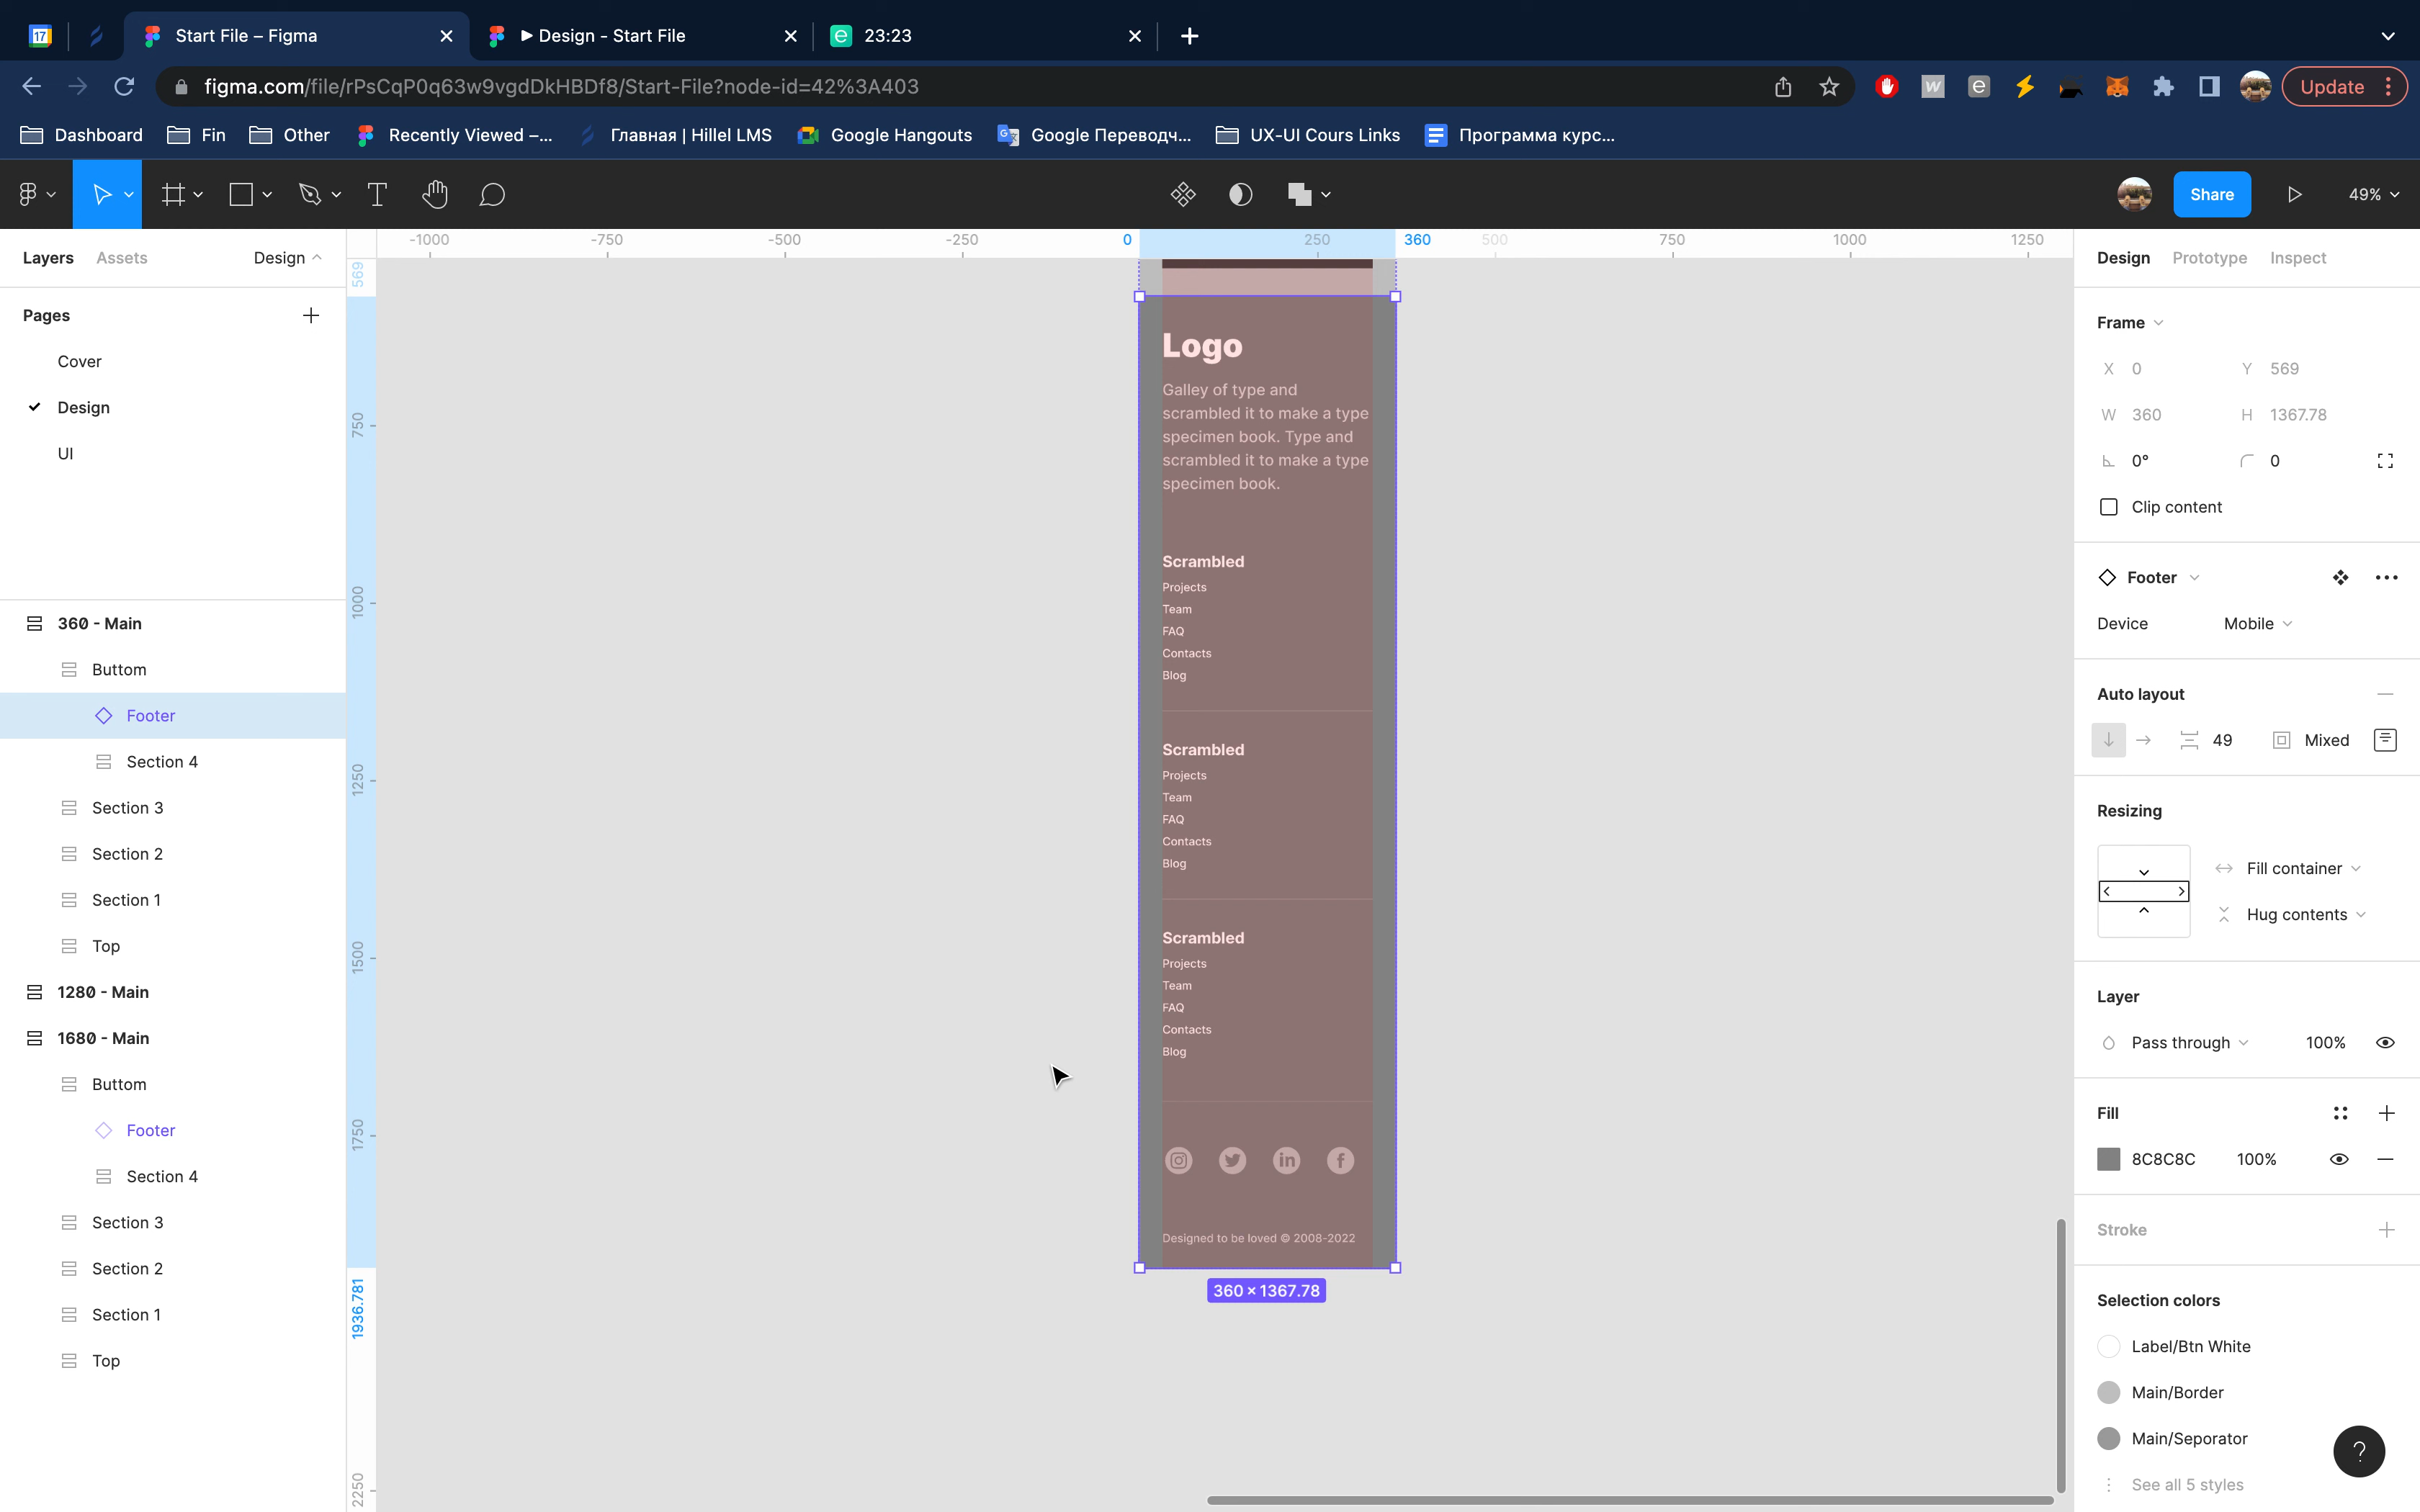 17
Start File – Figma
Design - Start File
23:23
figma.com/file/rPsCqP0q63w9vgdDkHBDf8/Start-File?node-id=42%3A403
Update
Dashboard
Fin
Other
Recently Viewed –...
Главная | Hillel LMS
Google Hangouts
Google Переводч...
UX-UI Cours Links
Программа курс...
Share
49%
Layers
Assets
Design
Pages
Cover
Design
UI
360 - Main
Buttom
Footer
Section 4
Section 3
Section 2
Section 1
Top
1280 - Main
1680 - Main
Buttom
Footer
Section 4
Section 3
Section 2
Section 1
Top
-1000
-750
-500
-250
0
250
360
500
750
1000
1250
569
750
1000
1250
1500
1750
1936.781
2250
Logo
Galley of type and
scrambled it to make a type
specimen book. Type and
scrambled it to make a type
specimen book.
Scrambled
Projects
Team
FAQ
Contacts
Blog
Scrambled
Projects
Team
FAQ
Contacts
Blog
Scrambled
Projects
Team
FAQ
Contacts
Blog
Designed to be loved © 2008-2022
360 × 1367.78
Design
Prototype
Inspect
Frame
X 0
Y 569
W 360
H 1367.78
0°
0
Clip content
Footer
Device
Mobile
Auto layout
49
Mixed
Resizing
Fill container
Hug contents
Layer
Pass through
100%
Fill
8C8C8C
100%
Stroke
Selection colors
Label/Btn White
Main/Border
Main/Seporator
See all 5 styles
?